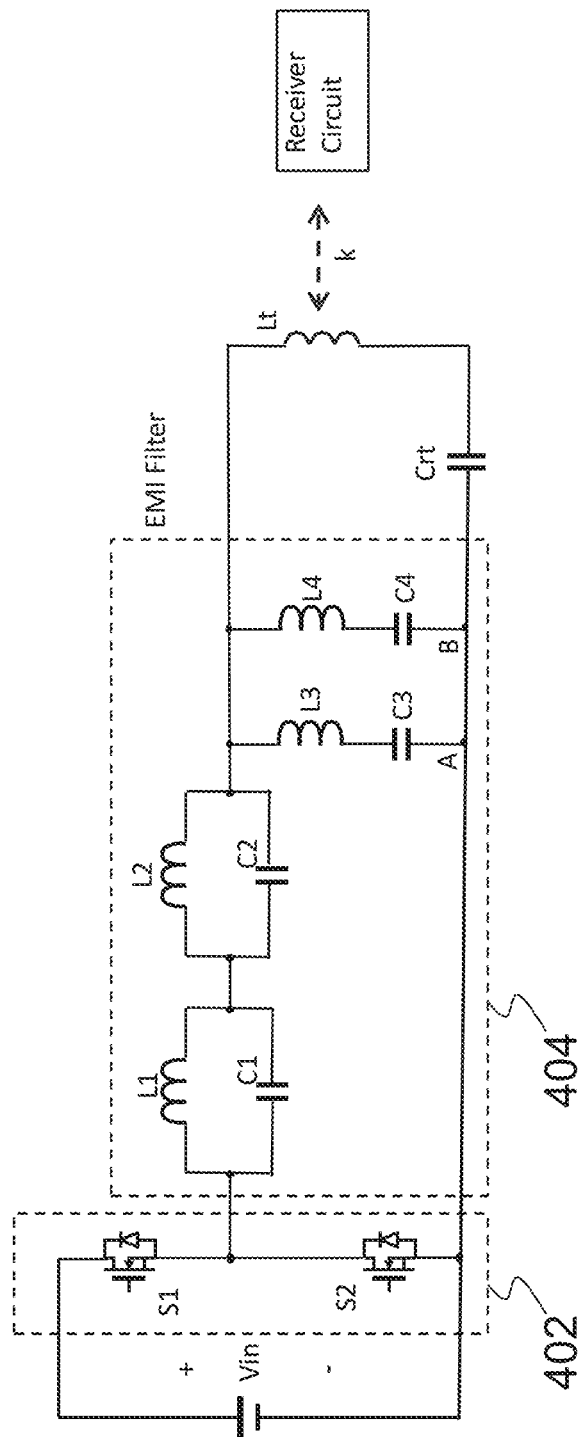 EMI Filter
Receiver
Circuit
k
Lt
Crt
L1
C1
L2
C2
L3
C3
L4
C4
A
B
S1
S2
+
Vin
-
402
404